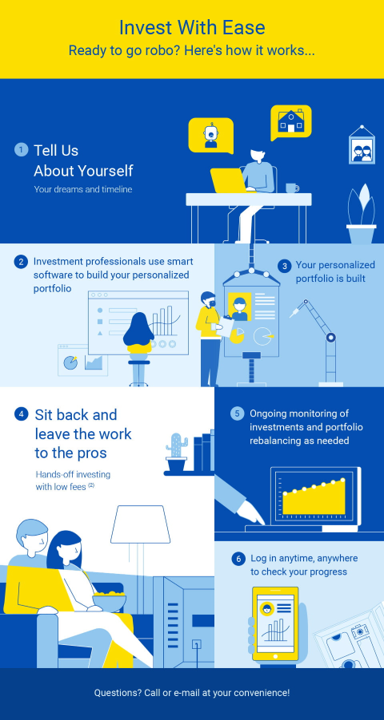 Invest With Ease
Ready to go robo? Here's how it works...
1 Tell Us
About Yourself
Your dreams and timeline
2 Investment professionals use smart
software to build your personalized
portfolio
3 Your personalized
portfolio is built
4 Sit back and
leave the work
to the pros
Hands-off investing
with low fees (2)
5 Ongoing monitoring of
investments and portfolio
rebalancing as needed
6 Log in anytime, anywhere
to check your progress
Questions? Call or e-mail at your convenience!